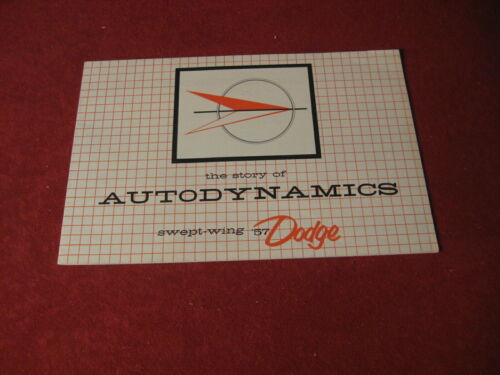 the story of
AUTODYNAMICS
swept-wing '57 Dodge